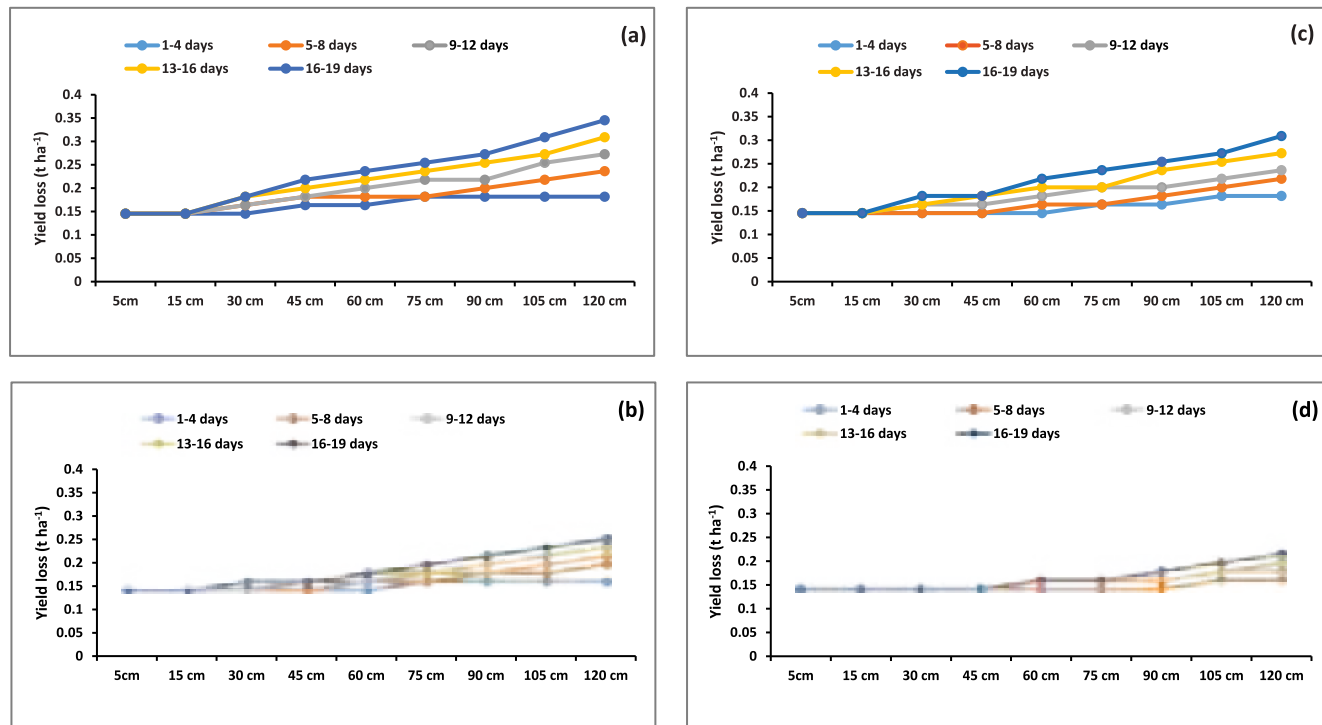 (a)
1-4 days 5-8 days 9-12 days
13-16 days 16-19 days
Yield loss (t ha⁻¹)
0.4
0.35
0.3
0.25
0.2
0.15
0.1
0.05
0
5cm 15 cm 30 cm 45 cm 60 cm 75 cm 90 cm 105 cm 120 cm
(c)
1-4 days 5-8 days 9-12 days
13-16 days 16-19 days
Yield loss (t ha⁻¹)
0.4
0.35
0.3
0.25
0.2
0.15
0.1
0.05
0
5cm 15 cm 30 cm 45 cm 60 cm 75 cm 90 cm 105 cm 120 cm
(b)
1-4 days 5-8 days 9-12 days
13-16 days 16-19 days
Yield loss (t ha⁻¹)
0.4
0.35
0.3
0.25
0.2
0.15
0.1
0.05
0
5cm 15 cm 30 cm 45 cm 60 cm 75 cm 90 cm 105 cm 120 cm
(d)
1-4 days 5-8 days 9-12 days
13-16 days 16-19 days
Yield loss (t ha⁻¹)
0.4
0.35
0.3
0.25
0.2
0.15
0.1
0.05
0
5cm 15 cm 30 cm 45 cm 60 cm 75 cm 90 cm 105 cm 120 cm